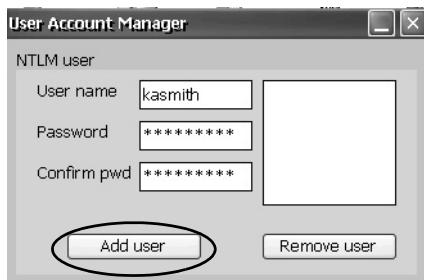 User Account Manager
NTLM user
User name kasmith
Password *********
Confirm pwd *********
Add user Remove user